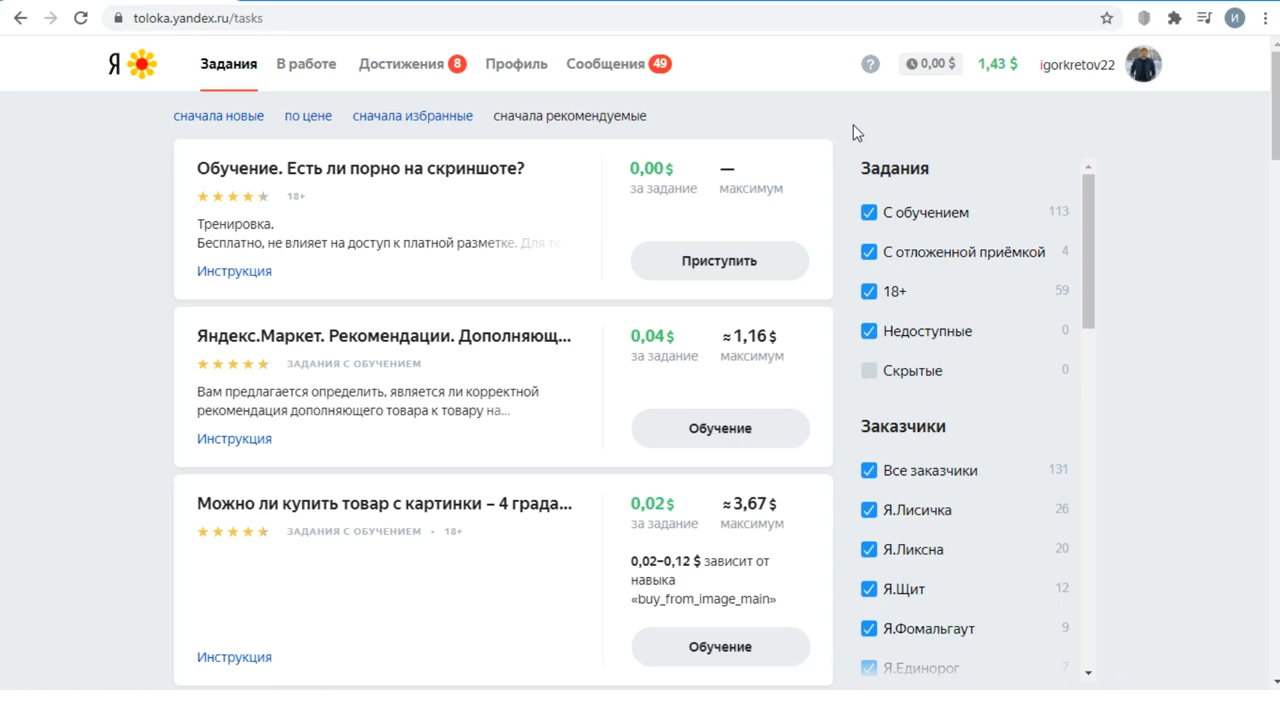 toloka.yandex.ru/tasks
И
Я
Задания
В работе
Достижения 8
Профиль
Сообщения 49
?
0,00 $
1,43 $
igorkretov22
сначала новые
по цене
сначала избранные
сначала рекомендуемые
Обучение. Есть ли порно на скриншоте?
18+
Тренировка.
Бесплатно, не влияет на доступ к платной разметке. Для
Инструкция
0,00 $
за задание
—
максимум
Приступить
Яндекс.Маркет. Рекомендации. Дополняющ...
ЗАДАНИЯ С ОБУЧЕНИЕМ
Вам предлагается определить, является ли корректной
рекомендация дополняющего товара к товару на...
Инструкция
0,04 $
за задание
≈ 1,16 $
максимум
Обучение
Можно ли купить товар с картинки – 4 града...
ЗАДАНИЯ С ОБУЧЕНИЕМ • 18+
Инструкция
0,02 $
за задание
≈ 3,67 $
максимум
0,02–0,12 $ зависит от
навыка
«buy_from_image_main»
Обучение
Задания
С обучением 113
С отложенной приёмкой 4
18+ 59
Недоступные 0
Скрытые 0
Заказчики
Все заказчики 131
Я.Лисичка 26
Я.Ликсна 20
Я.Щит 12
Я.Фомальгаут 9
Я.Единорог 7